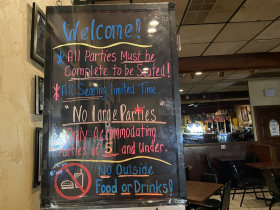 Welcome!
* All Parties Must be
Complete to be Seated!
* All Seating limited Time
"No Large Parties"
Only Accommodating
Parties of 5 and under.
No Outside
Food or Drinks!